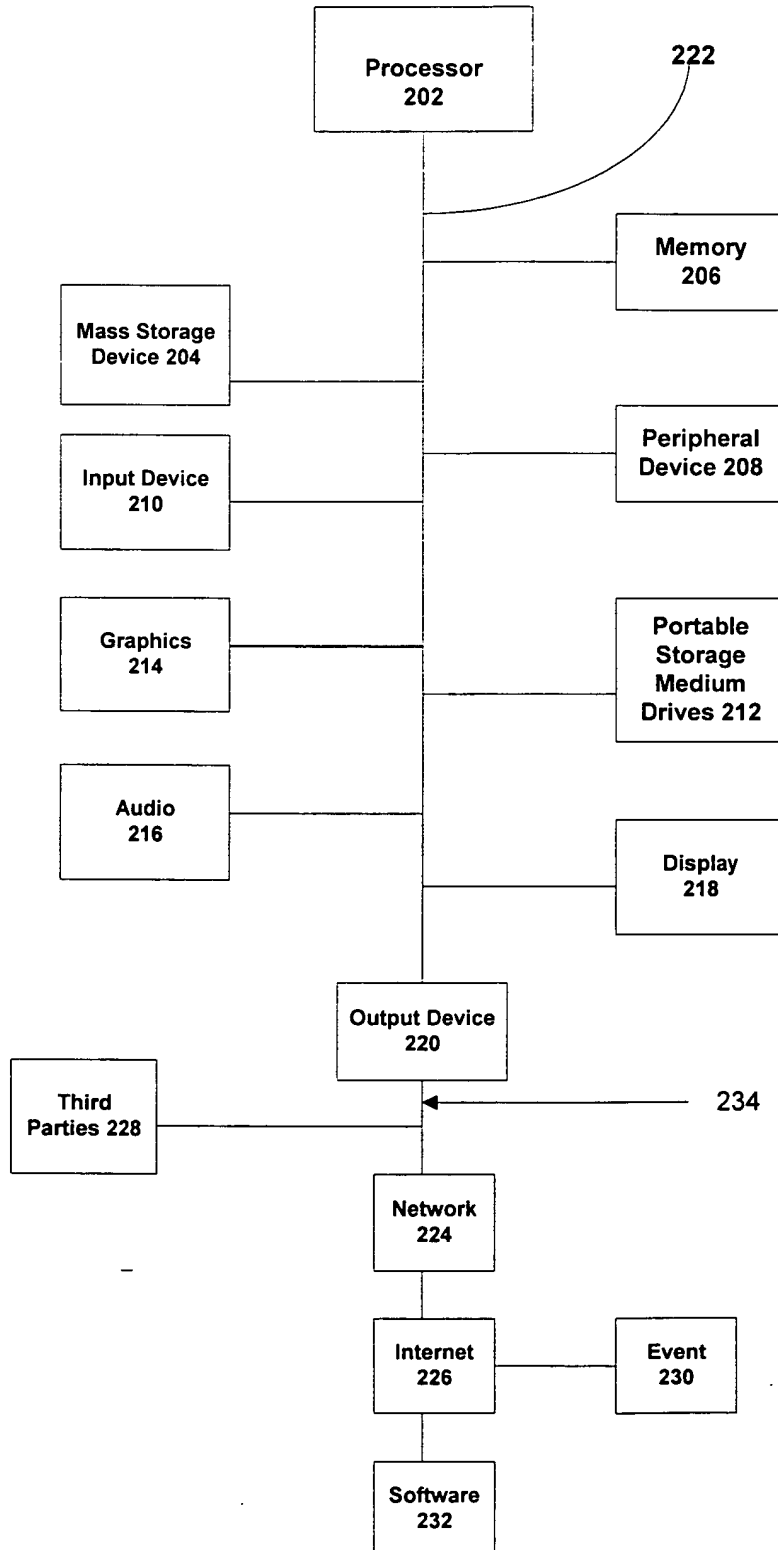 Processor
202
222
Memory
206
Mass Storage
Device 204
Peripheral
Device 208
Input Device
210
Portable
Storage
Medium
Drives 212
Graphics
214
Audio
216
Display
218
Output Device
220
Third
Parties 228
234
Network
224
Internet
226
Event
230
Software
232